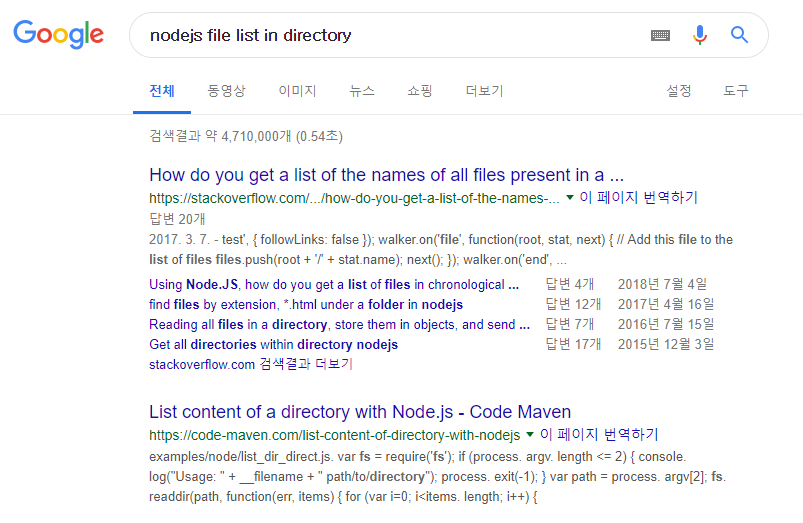 Google
nodejs file list in directory
전체 동영상 이미지 뉴스 쇼핑 더보기 설정 도구
검색결과 약 4,710,000개 (0.54초)
How do you get a list of the names of all files present in a ...
https://stackoverflow.com/.../how-do-you-get-a-list-of-the-names-... ▼ 이 페이지 번역하기
답변 20개
2017. 3. 7. - test', { followLinks: false }); walker.on('file', function(root, stat, next) { // Add this file to the
list of files files.push(root + '/' + stat.name); next(); }); walker.on('end', ...
Using Node.JS, how do you get a list of files in chronological ... 답변 4개 2018년 7월 4일
find files by extension, *.html under a folder in nodejs 답변 12개 2017년 4월 16일
Reading all files in a directory, store them in objects, and send ... 답변 7개 2016년 7월 15일
Get all directories within directory nodejs 답변 17개 2015년 12월 3일
stackoverflow.com 검색결과 더보기
List content of a directory with Node.js - Code Maven
https://code-maven.com/list-content-of-directory-with-nodejs ▼ 이 페이지 번역하기
examples/node/list_dir_direct.js. var fs = require('fs'); if (process. argv. length <= 2) { console.
log("Usage: " + __filename + " path/to/directory"); process. exit(-1); } var path = process. argv[2]; fs.
readdir(path, function(err, items) { for (var i=0; i<items. length; i++) {